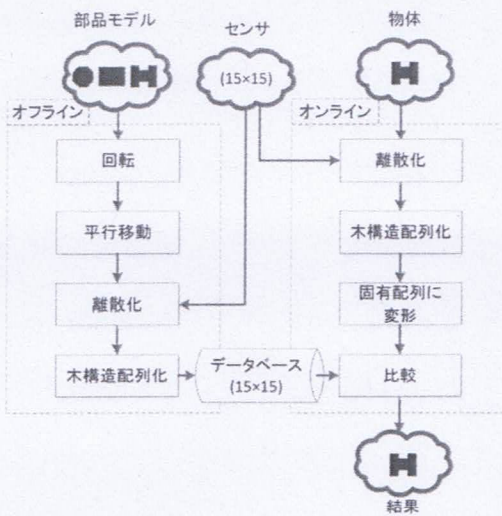 部品モデル
センサ
物体
(15×15)
オフライン
オンライン
回転
離散化
平行移動
木構造配列化
離散化
固有配列に
変形
木構造配列化
データベース
(15×15)
比較
結果